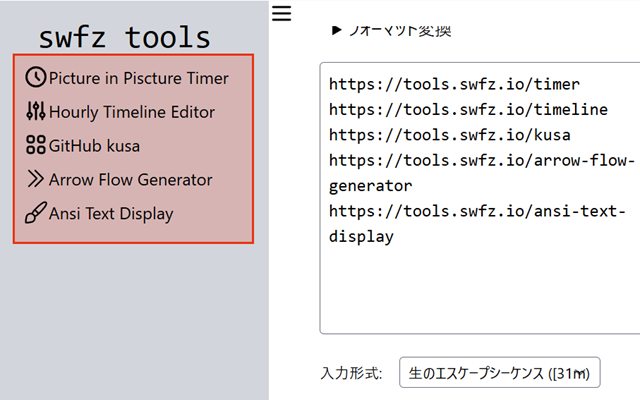 swfz tools
Picture in Piscture Timer
Hourly Timeline Editor
GitHub kusa
Arrow Flow Generator
Ansi Text Display
▶ フォーマット変換
https://tools.swfz.io/timer
https://tools.swfz.io/timeline
https://tools.swfz.io/kusa
https://tools.swfz.io/arrow-flow-
generator
https://tools.swfz.io/ansi-text-
display
入力形式: 生のエスケープシーケンス ([31m)